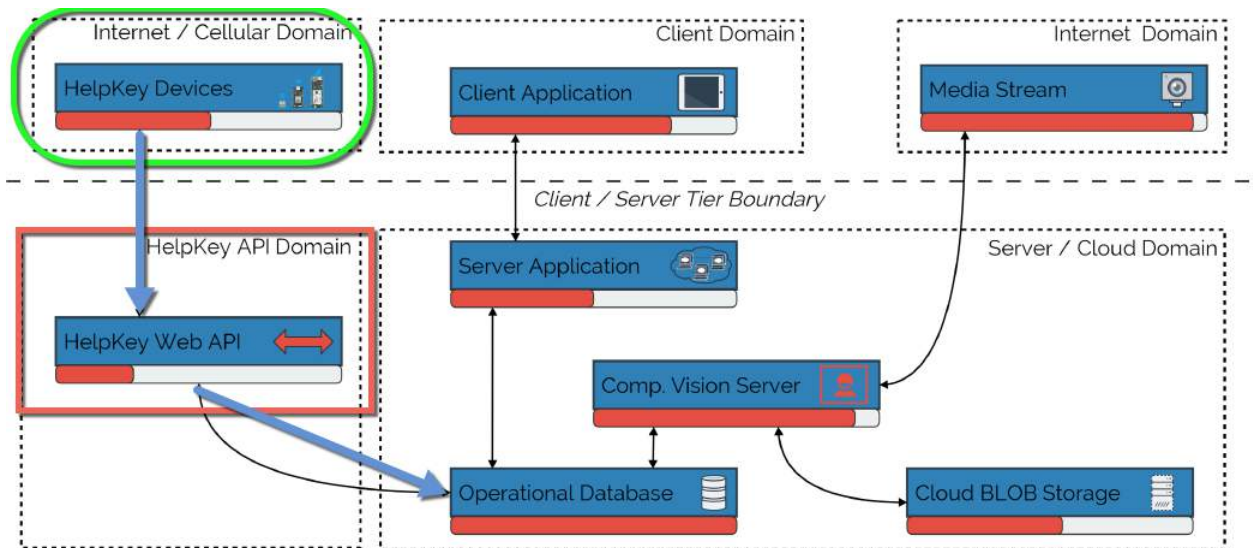 Internet / Cellular Domain
HelpKey Devices
Client Domain
Client Application
Internet Domain
Media Stream
Client / Server Tier Boundary
HelpKey API Domain
HelpKey Web API
Server / Cloud Domain
Server Application
Comp. Vision Server
Operational Database
Cloud BLOB Storage